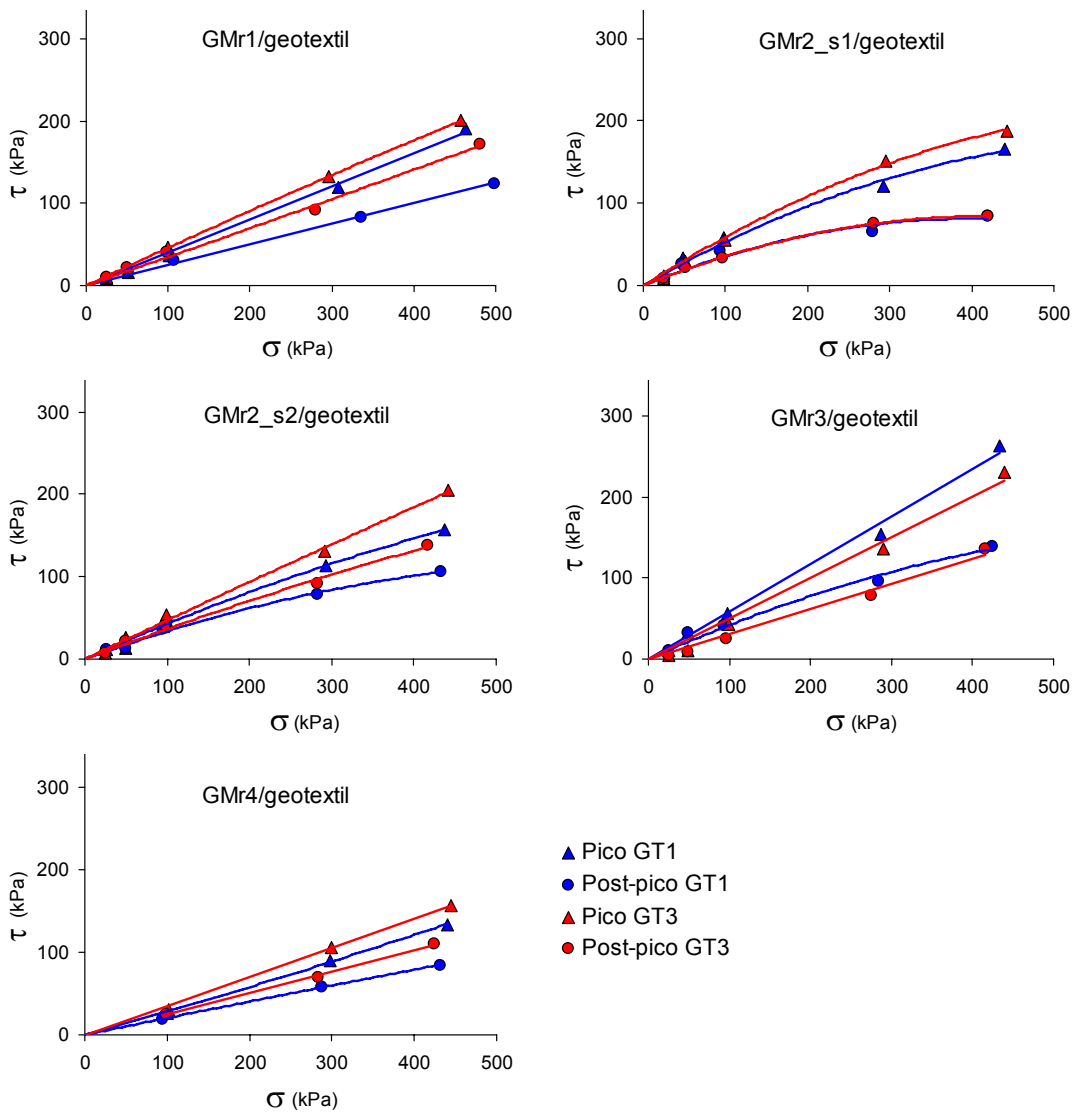 GMr1/geotextil
τ (kPa)
300
200
100
0
0 100 200 300 400 500
σ (kPa)
GMr2_s1/geotextil
τ (kPa)
300
200
100
0
0 100 200 300 400 500
σ (kPa)
GMr2_s2/geotextil
τ (kPa)
300
200
100
0
0 100 200 300 400 500
σ (kPa)
GMr3/geotextil
τ (kPa)
300
200
100
0
0 100 200 300 400 500
σ (kPa)
GMr4/geotextil
τ (kPa)
300
200
100
0
0 100 200 300 400 500
σ (kPa)
Pico GT1
Post-pico GT1
Pico GT3
Post-pico GT3